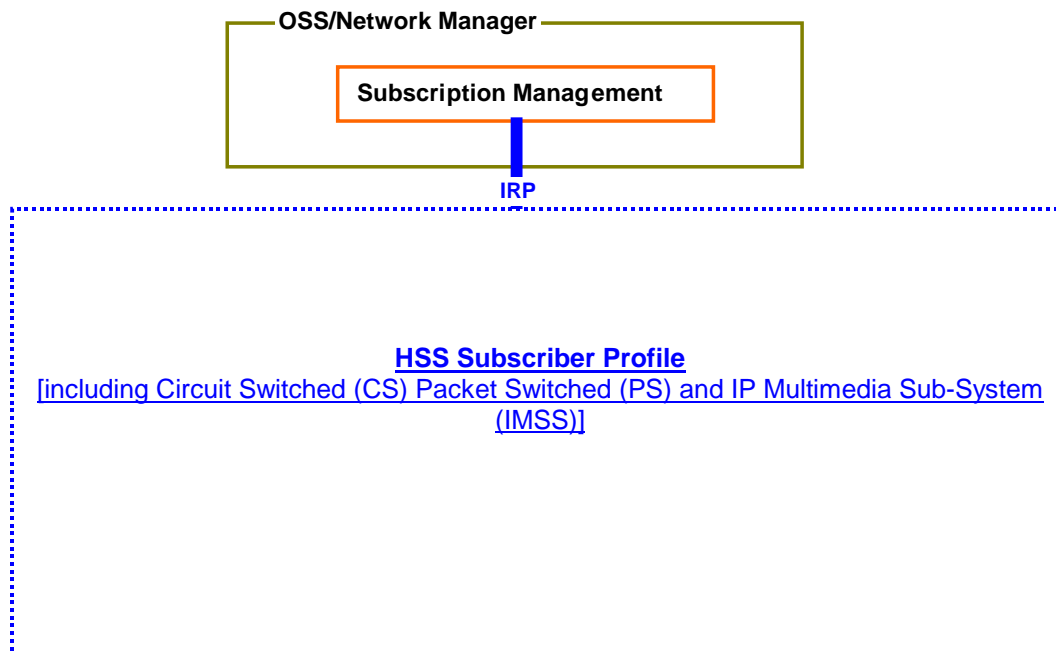 OSS/Network Manager
Subscription Management
IRP
HSS Subscriber Profile
[including Circuit Switched (CS) Packet Switched (PS) and IP Multimedia Sub-System
(IMSS)]